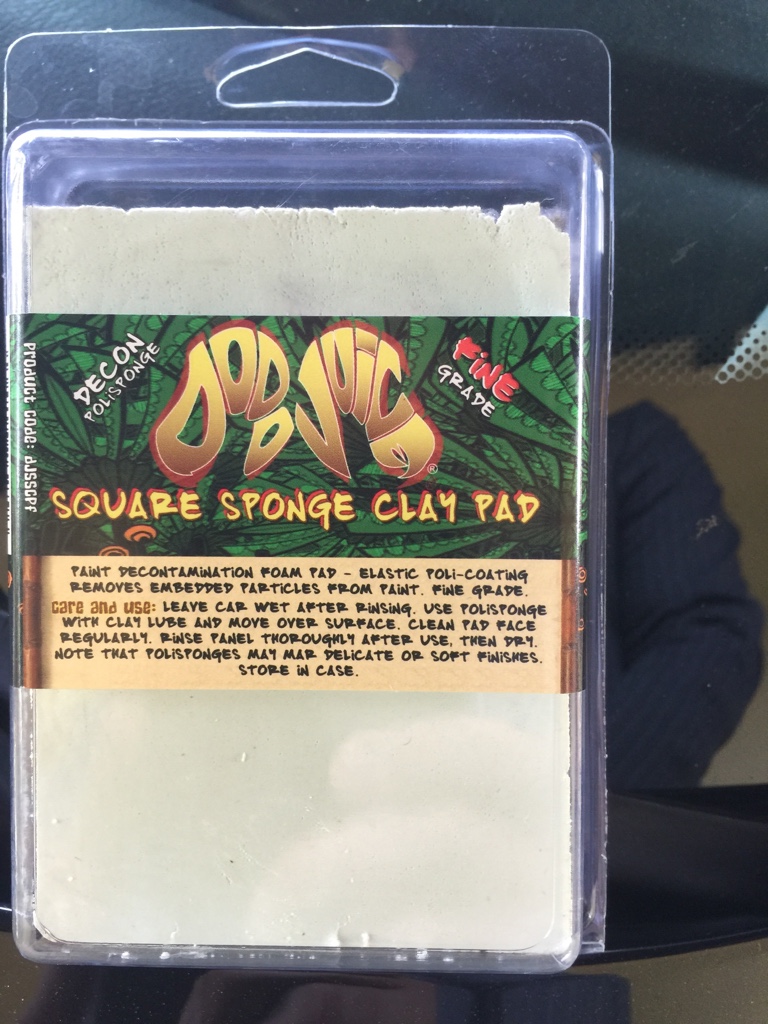 DECON
POLISPONGE
DODO JUICE®
FINE
GRADE
Product code: DJSSCPF
SQUARE SPONGE CLAY PAD
PAINT DECONTAMINATION FOAM PAD - ELASTIC POLI-COATING
REMOVES EMBEDDED PARTICLES FROM PAINT. FINE GRADE.
Care and use: LEAVE CAR WET AFTER RINSING. USE POLISPONGE
WITH CLAY LUBE AND MOVE OVER SURFACE. CLEAN PAD FACE
REGULARLY. RINSE PANEL THOROUGHLY AFTER USE, THEN DRY.
NOTE THAT POLISPONGES MAY MAR DELICATE OR SOFT FINISHES.
STORE IN CASE.